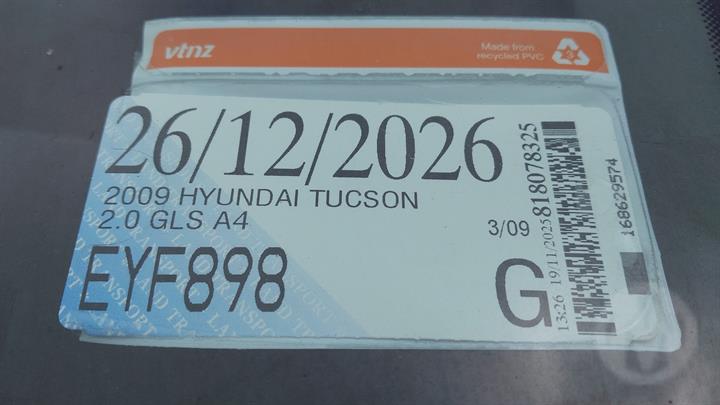 vtnz
Made from
recycled PVC
3
26/12/2026
2009 HYUNDAI TUCSON
2.0 GLS A4
3/09
EYF898
G
13:26 19/11/2025
818078325
168629574